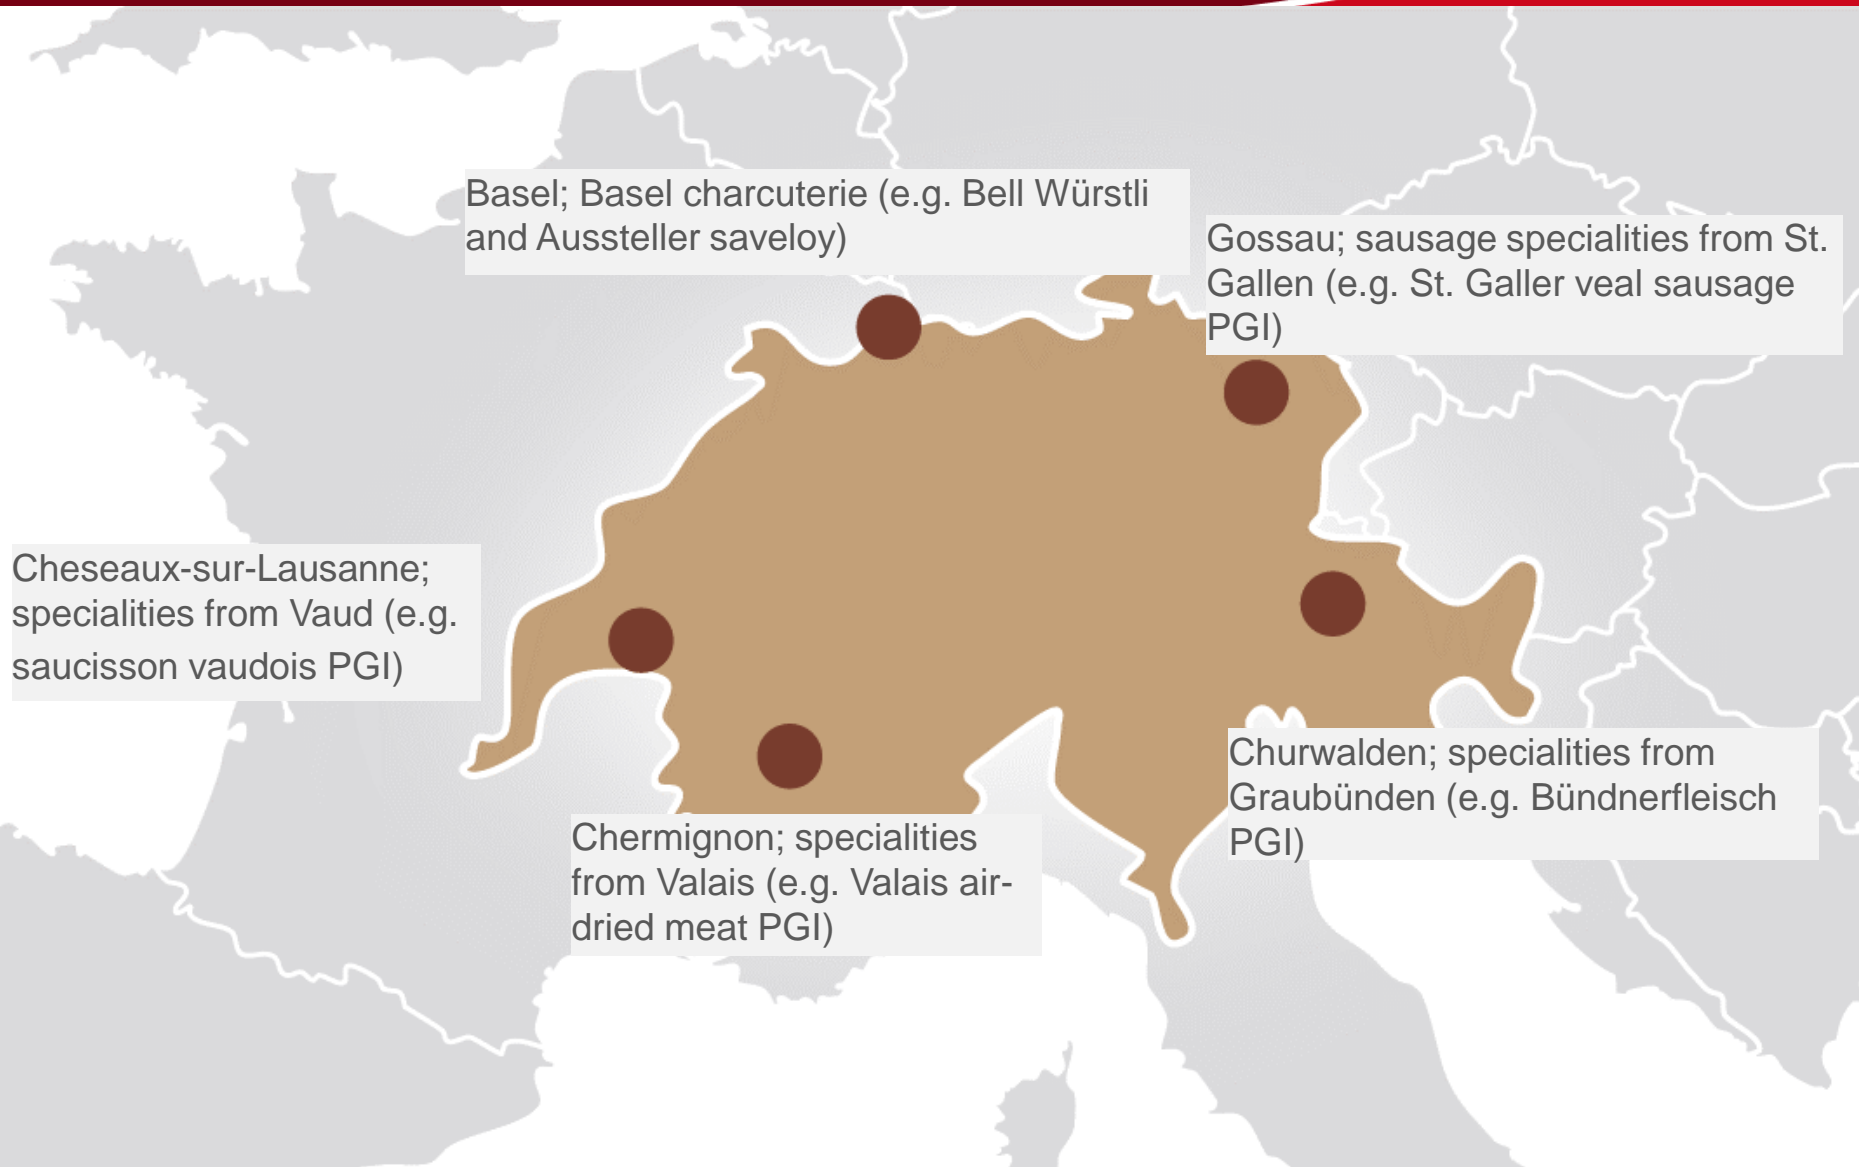 Basel; Basel charcuterie (e.g. Bell Würstli
and Aussteller saveloy)
Gossau; sausage specialities from St.
Gallen (e.g. St. Galler veal sausage
PGI)
Cheseaux-sur-Lausanne;
specialities from Vaud (e.g.
saucisson vaudois PGI)
Churwalden; specialities from
Graubünden (e.g. Bündnerfleisch
PGI)
Chermignon; specialities
from Valais (e.g. Valais air-
dried meat PGI)